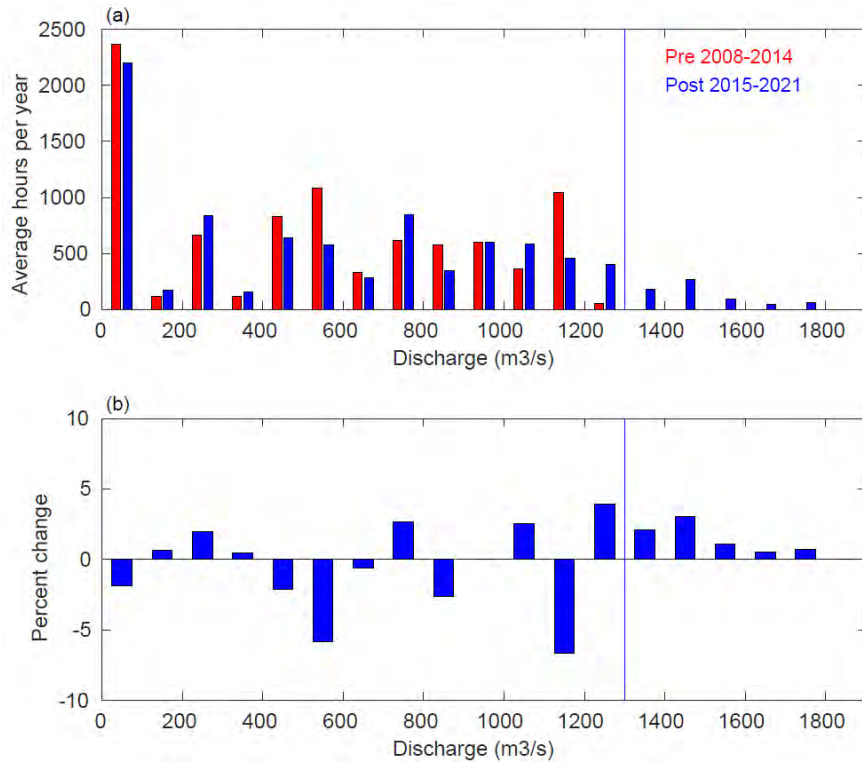 (a)
2500
2000
1500
1000
500
0
Average hours per year
Pre 2008-2014
Post 2015-2021
0 200 400 600 800 1000 1200 1400 1600 1800
Discharge (m3/s)
(b)
10
5
0
-5
-10
Percent change
0 200 400 600 800 1000 1200 1400 1600 1800
Discharge (m3/s)